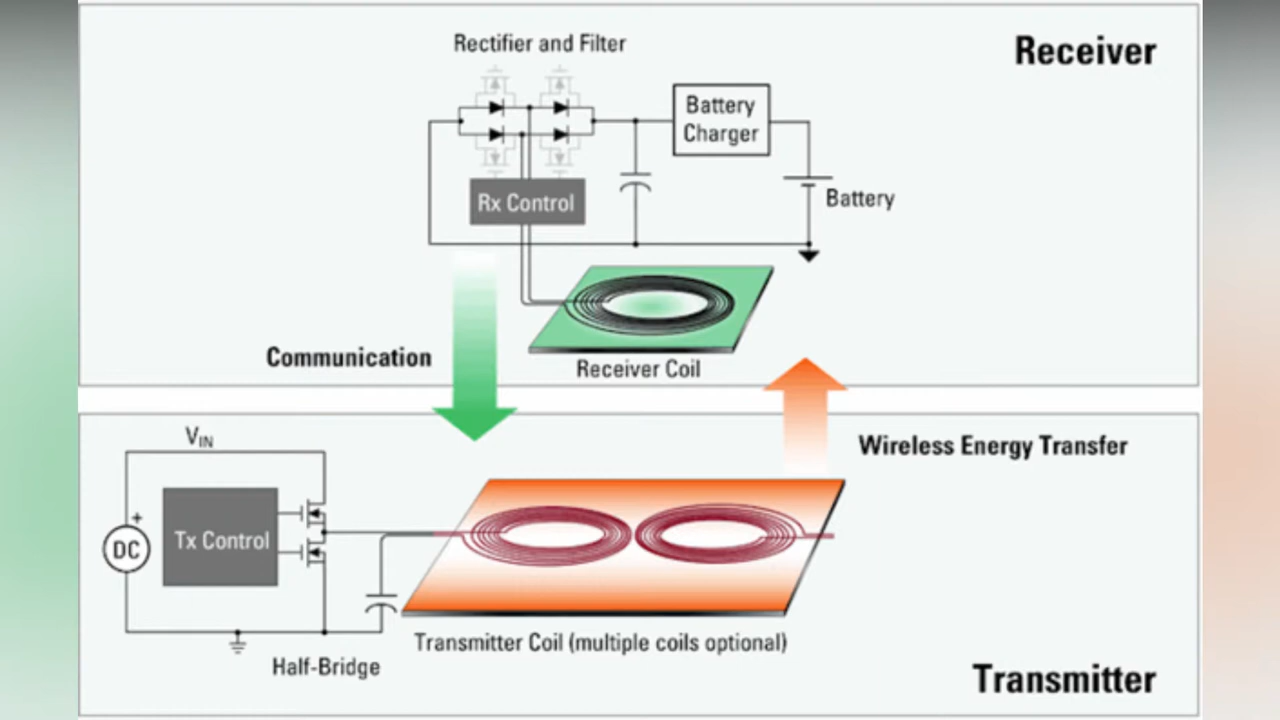 Rectifier and Filter
Receiver
Battery
Charger
Rx Control
Battery
Communication
Receiver Coil
VIN
Wireless Energy Transfer
+
DC
Tx Control
Transmitter Coil (multiple coils optional)
Half-Bridge
Transmitter